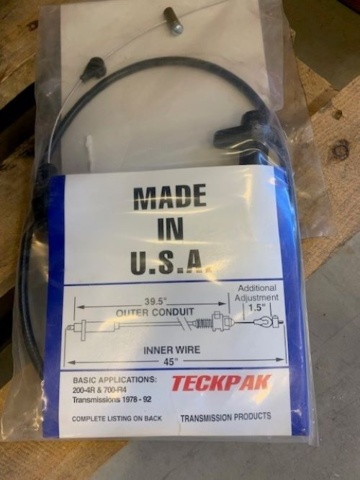 MADE
IN
U.S.A.
39.5"
OUTER CONDUIT
Additional
Adjustment
1.5"
INNER WIRE
45"
BASIC APPLICATIONS:
200-4R & 700-R4
Transmissions 1978 - 92
TECKPAK
COMPLETE LISTING ON BACK
TRANSMISSION PRODUCTS